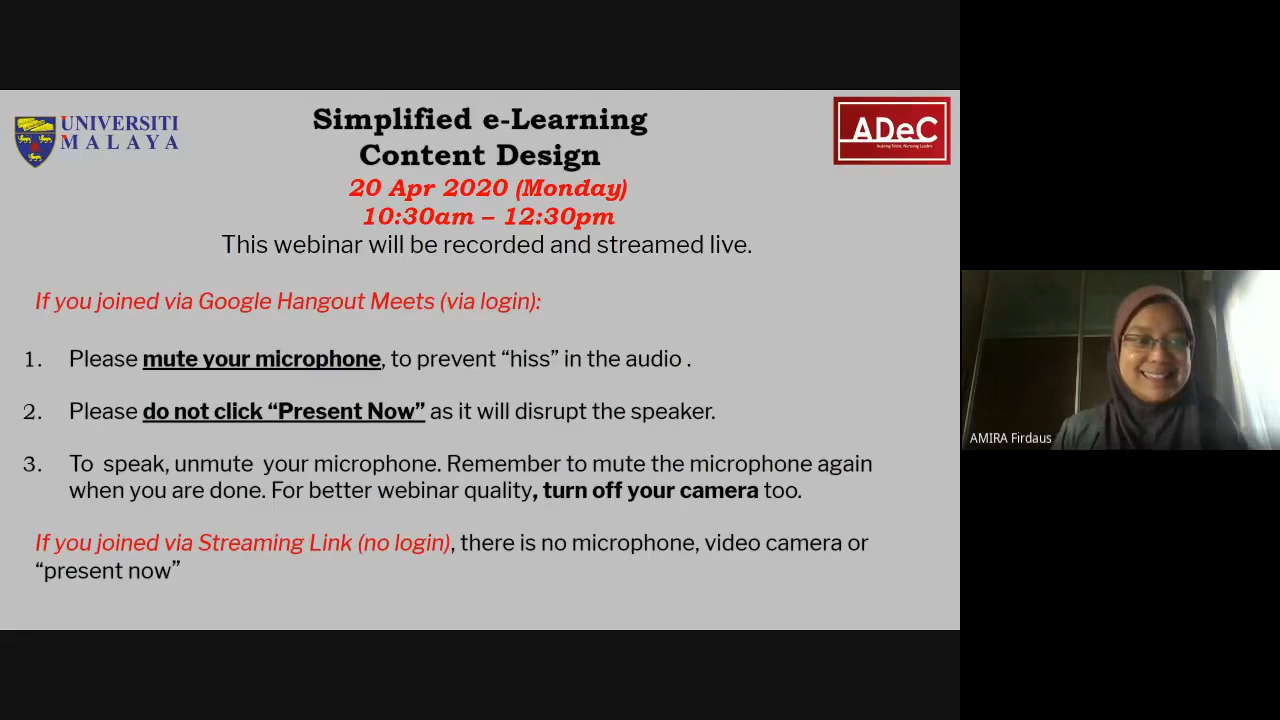 UNIVERSITI
MALAYA
Simplified e-Learning
Content Design
20 Apr 2020 (Monday)
10:30am – 12:30pm
This webinar will be recorded and streamed live.
ADeC
Inspiring Talent, Nurturing Leaders
If you joined via Google Hangout Meets (via login):
1. Please mute your microphone, to prevent “hiss” in the audio .
2. Please do not click “Present Now” as it will disrupt the speaker.
3. To speak, unmute your microphone. Remember to mute the microphone again
when you are done. For better webinar quality, turn off your camera too.
If you joined via Streaming Link (no login), there is no microphone, video camera or
“present now”
AMIRA Firdaus